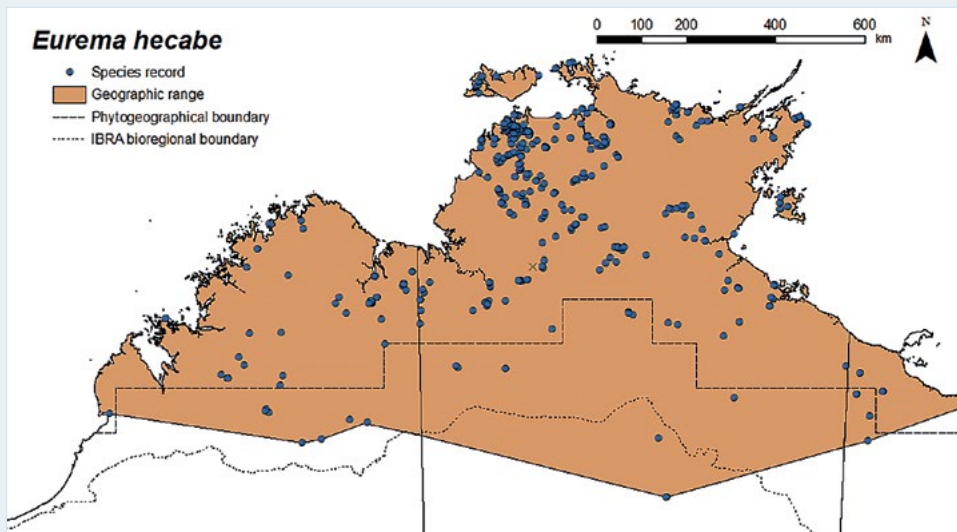 Eurema hecabe
Species record
Geographic range
Phytogeographical boundary
IBRA bioregional boundary
0 100 200 400 600
km
N